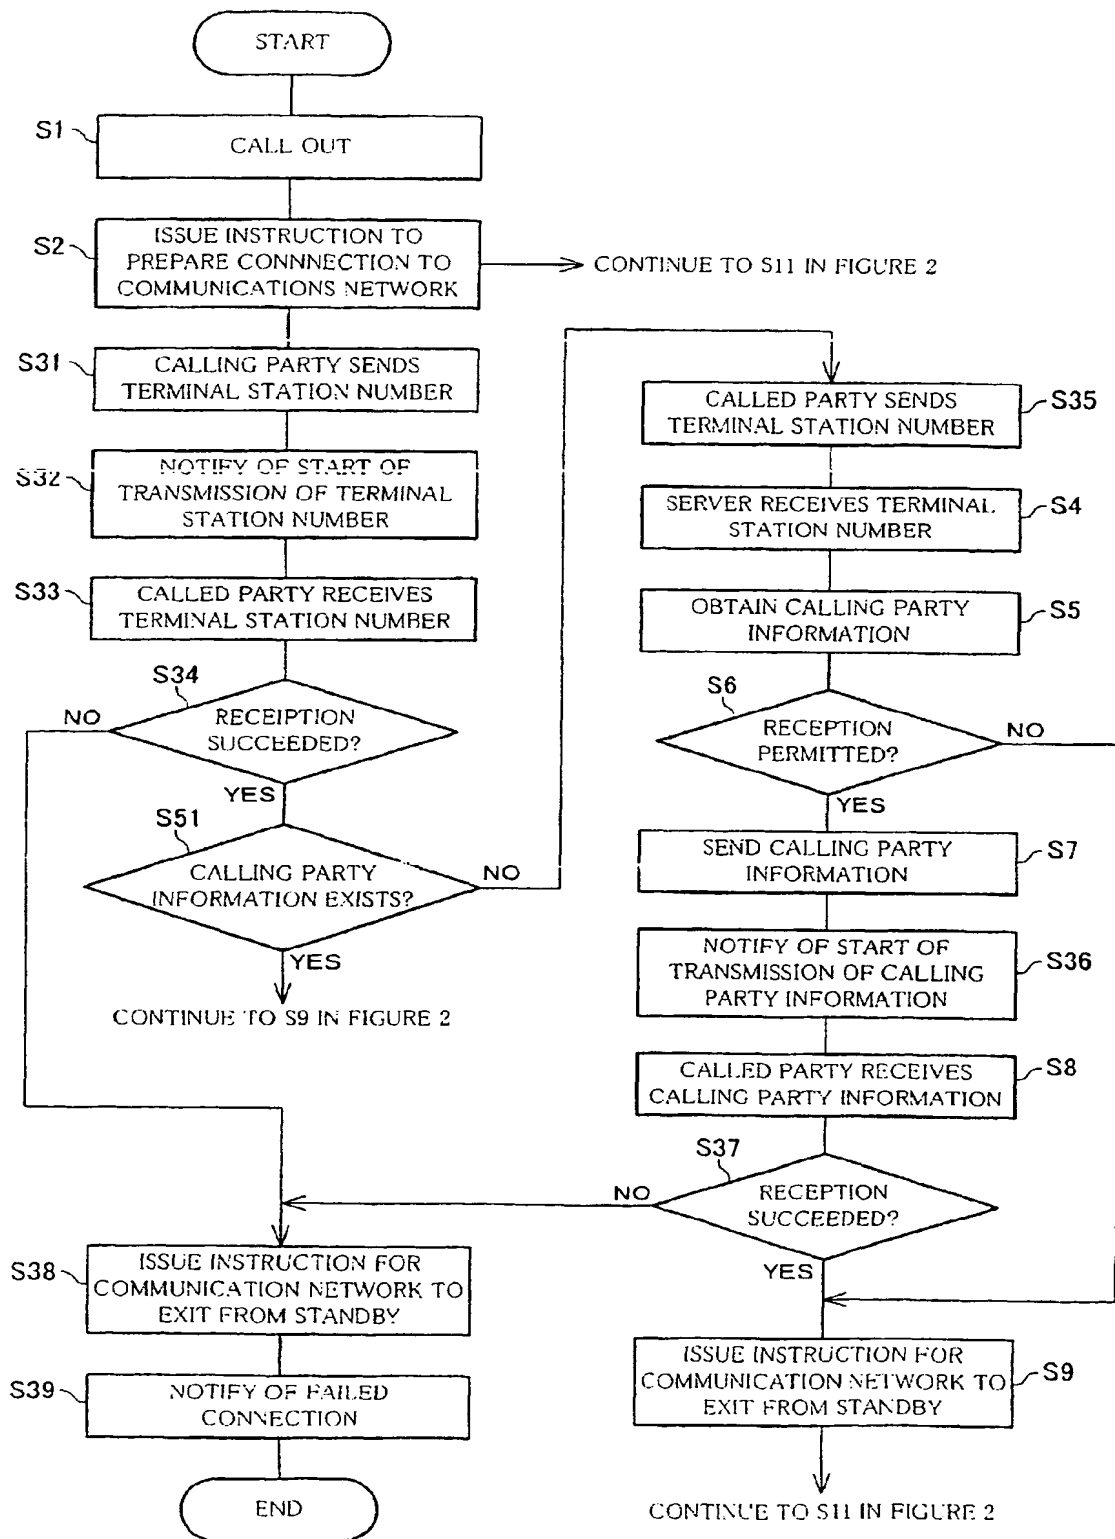 START
S1
CALL OUT
S2
ISSUE INSTRUCTION TO
PREPARE CONNNECTION TO
COMMUNICATIONS NETWORK
CONTINUE TO S11 IN FIGURE 2
S31
CALLING PARTY SENDS
TERMINAL STATION NUMBER
S32
NOTIFY OF START OF
TRANSMISSION OF TERMINAL
STATION NUMBER
S33
CALLED PARTY RECEIVES
TERMINAL STATION NUMBER
S34
RECEIPTION
SUCCEEDED?
NO
YES
S51
CALLING PARTY
INFORMATION EXISTS?
NO
YES
CONTINUE TO S9 IN FIGURE 2
CALLED PARTY SENDS
TERMINAL STATION NUMBER
S35
SERVER RECEIVES TERMINAL
STATION NUMBER
S4
OBTAIN CALLING PARTY
INFORMATION
S5
S6
RECEPTION
PERMITTED?
NO
YES
SEND CALLING PARTY
INFORMATION
S7
NOTIFY OF START OF
TRANSMISSION OF CALLING
PARTY INFORMATION
S36
CALLED PARTY RECEIVES
CALLING PARTY INFORMATION
S8
S37
RECEPTION
SUCCEEDED?
NO
YES
S38
ISSUE INSTRUCTION FOR
COMMUNICATION NETWORK TO
EXIT FROM STANDBY
S39
NOTIFY OF FAILED
CONNECTION
END
ISSUE INSTRUCTION FOR
COMMUNICATION NETWORK TO
EXIT FROM STANDBY
S9
CONTINUE TO S11 IN FIGURE 2